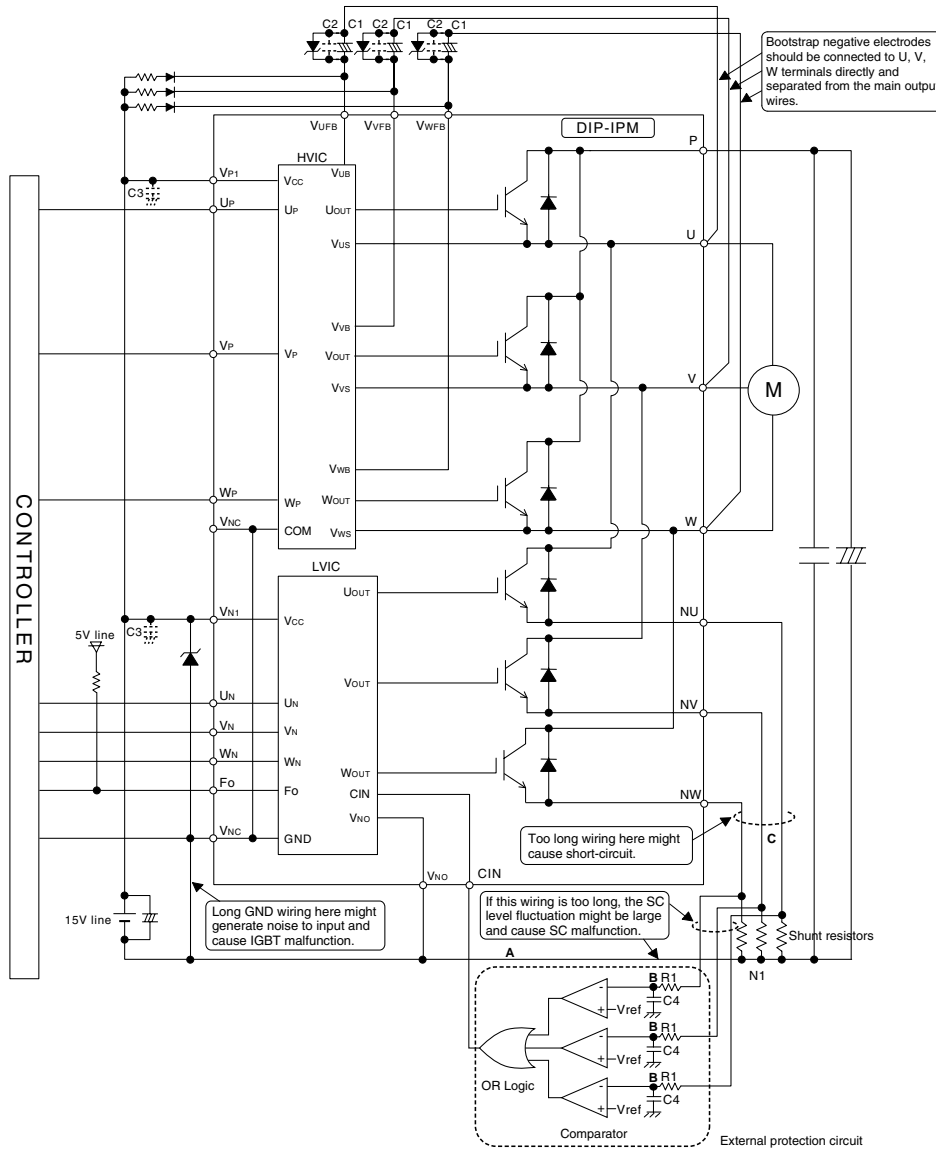 C2 C1 C2 C1 C2 C1
Bootstrap negative electrodes
should be connected to U, V,
W terminals directly and
separated from the main output
wires.
VUFB VVFB VWFB
DIP-IPM
P
HVIC
VP1
VCC
VUB
C3
UP
UP
UOUT
U
VUS
VVB
VP
VP
VOUT
V
VVS
M
VWB
WP
WP
WOUT
VNC
COM
VWS
W
CONTROLLER
LVIC
UOUT
VN1
VCC
NU
C3
5V line
VOUT
UN
UN
NV
VN
VN
WN
WN
WOUT
FO
FO
CIN
NW
VNO
VNC
GND
Too long wiring here might
cause short-circuit.
C
VNO
CIN
15V line
Long GND wiring here might
generate noise to input and
cause IGBT malfunction.
If this wiring is too long, the SC
level fluctuation might be large
and cause SC malfunction.
Shunt resistors
A
N1
B R1
-
C4
+ Vref
B R1
-
C4
+ Vref
B R1
-
C4
+ Vref
OR Logic
Comparator
External protection circuit